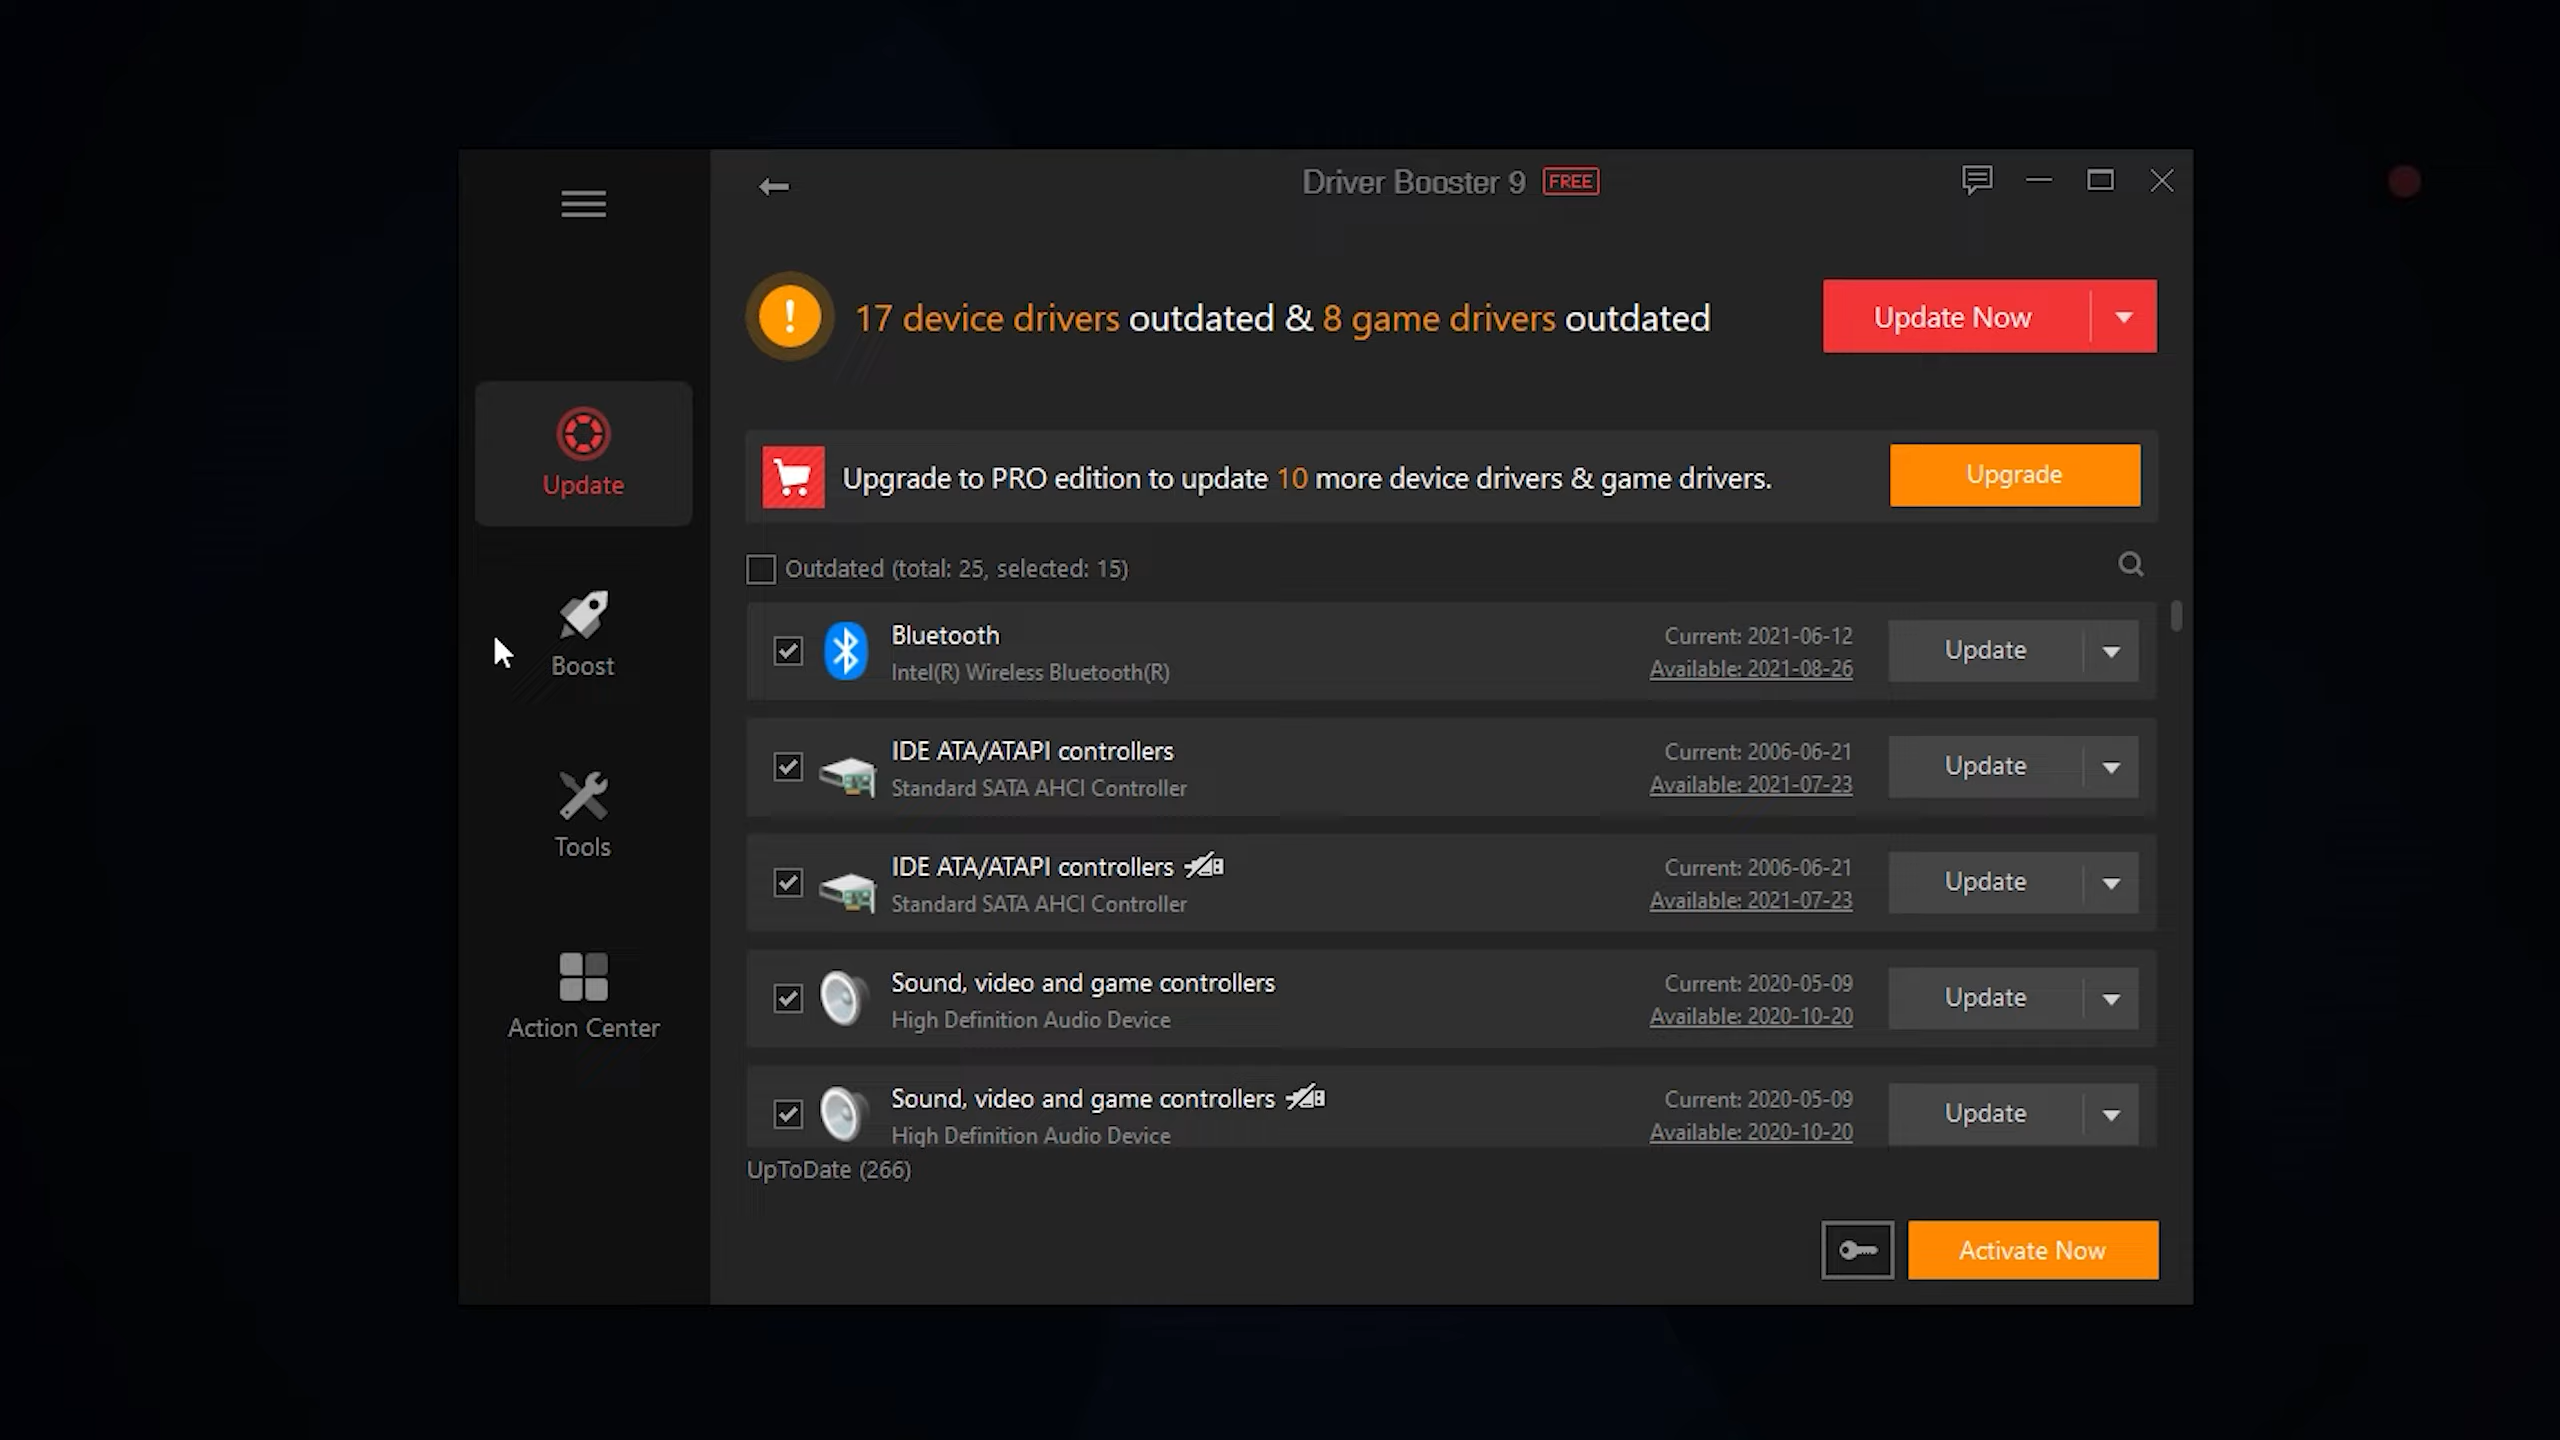 Driver Booster 9 FREE
17 device drivers outdated & 8 game drivers outdated
Update Now
Upgrade to PRO edition to update 10 more device drivers & game drivers.
Upgrade
Update
Boost
Tools
Action Center
Outdated (total: 25, selected: 15)
Bluetooth
Intel(R) Wireless Bluetooth(R)
Current: 2021-06-12
Available: 2021-08-26
Update
IDE ATA/ATAPI controllers
Standard SATA AHCI Controller
Current: 2006-06-21
Available: 2021-07-23
Update
IDE ATA/ATAPI controllers
Standard SATA AHCI Controller
Current: 2006-06-21
Available: 2021-07-23
Update
Sound, video and game controllers
High Definition Audio Device
Current: 2020-05-09
Available: 2020-10-20
Update
Sound, video and game controllers
High Definition Audio Device
Current: 2020-05-09
Available: 2020-10-20
Update
UpToDate (266)
Activate Now